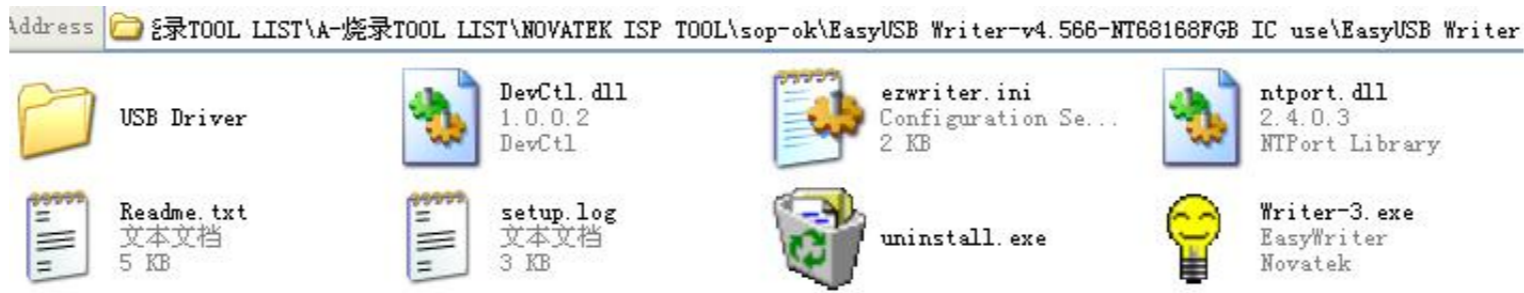 Address 录TOOL LIST\A-烧录TOOL LIST\NOVATEK ISP TOOL\sop-ok\EasyUSB Writer-v4.566-NT68168FGB IC use\EasyUSB Writer
USB Driver
DevCtl.dll
1.0.0.2
DevCtl
ezwriter.ini
Configuration Se...
2 KB
ntport.dll
2.4.0.3
NTPort Library
Readme.txt
文本文档
5 KB
setup.log
文本文档
3 KB
uninstall.exe
Writer-3.exe
EasyWriter
Novatek